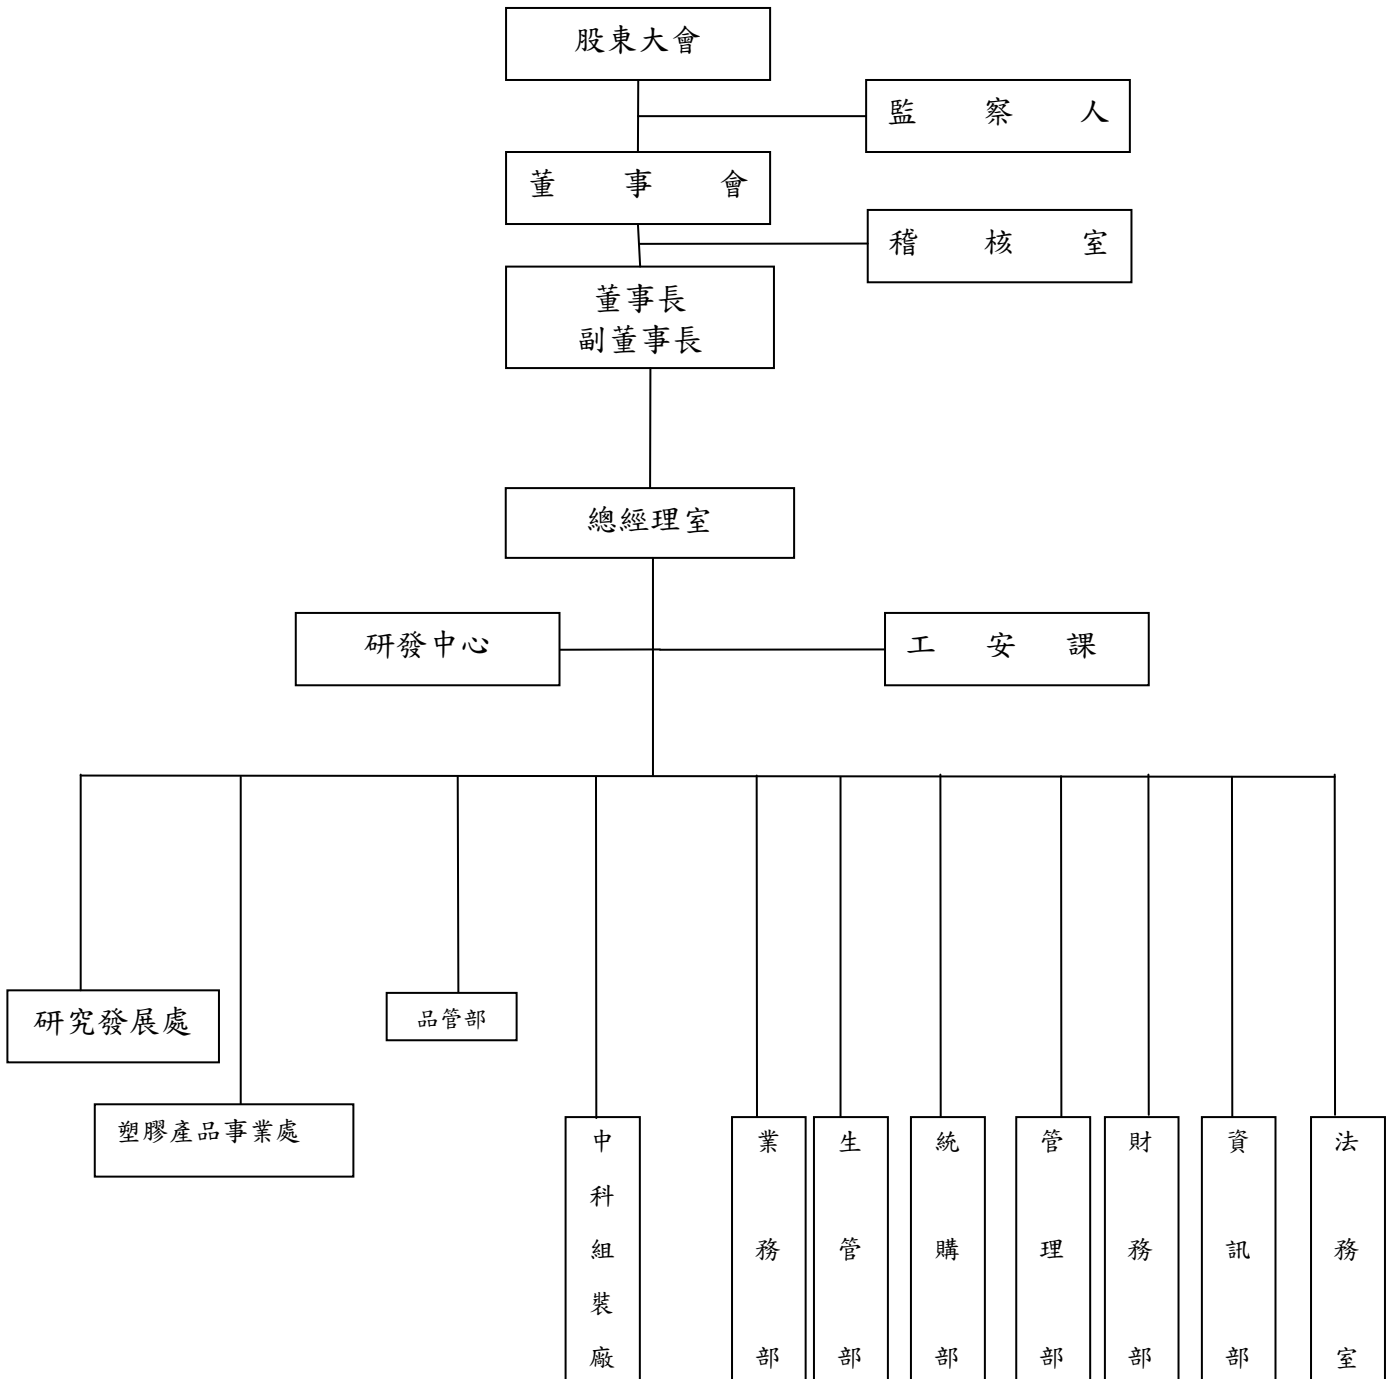 股東大會
監察人
董事會
稽核室
董事長
副董事長
總經理室
研發中心
工安課
研究發展處
品管部
塑膠產品事業處
中科組裝廠
業務部
生管部
統購部
管理部
財務部
資訊部
法務室